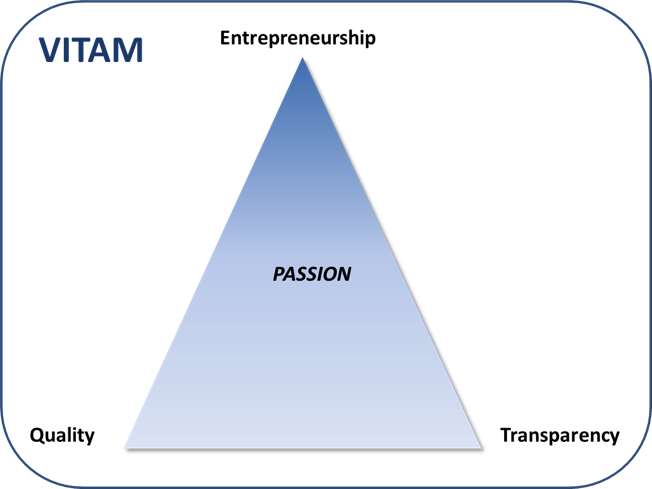 VITAM
Entrepreneurship
PASSION
Quality
Transparency